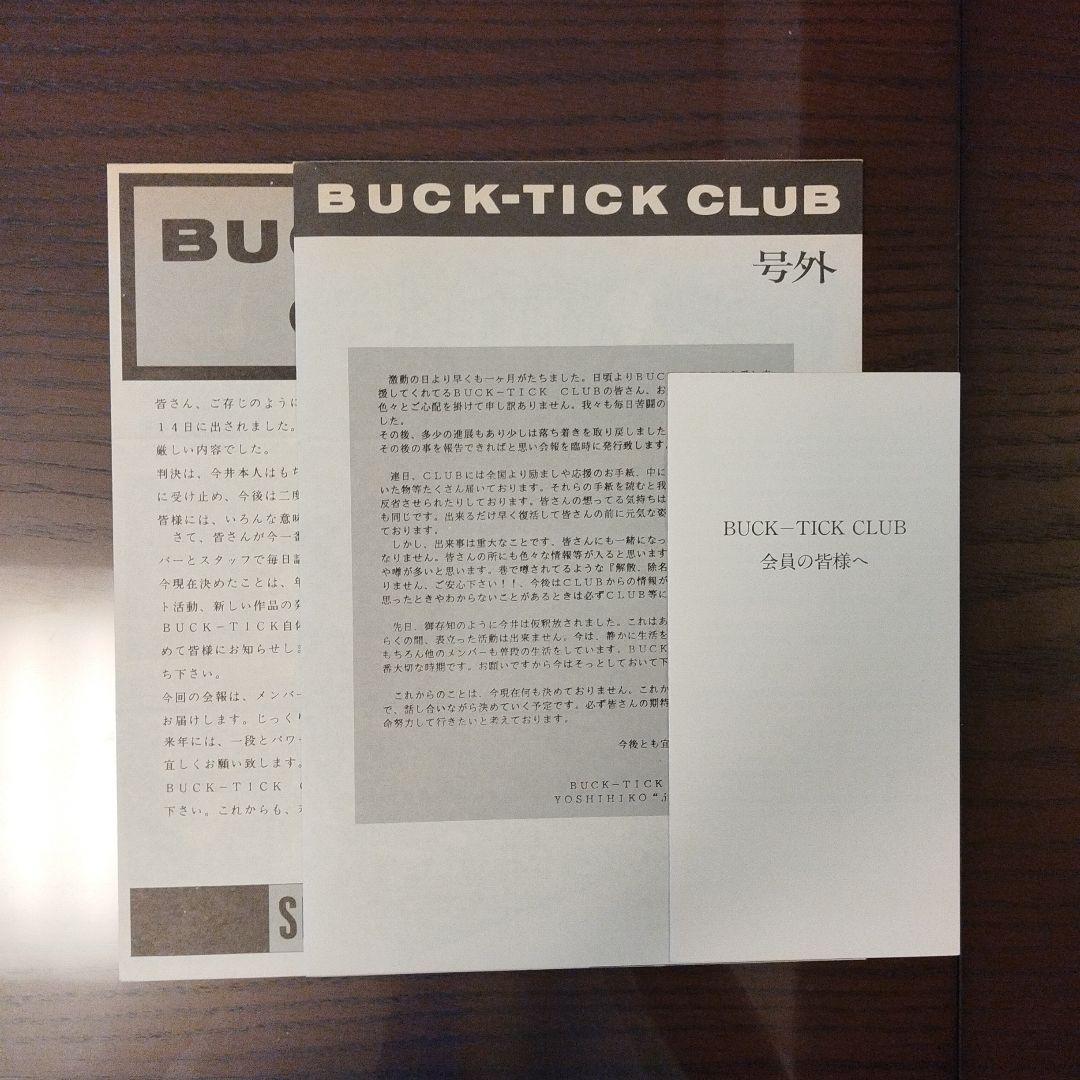 BUC
皆さん、ご存じのように
１４日に出されました。
厳しい内容でした。
判決は、今井本人はもち
に受け止め、今後は二度
皆様には、いろんな意味
さて、皆さんが今一番
バーとスタッフで毎日話
今現在決めたことは、年
ト活動、新しい作品の発
ＢＵＣＫ－ＴＩＣＫ自体
めて皆様にお知らせし
ち下さい。
今回の会報は、メンバー
お届けします。じっくり
来年には、一段とパワー
宜しくお願い致します。
ＢＵＣＫ－ＴＩＣＫ
下さい。これからも、
S
BUCK-TICK CLUB
号外
激動の日より早くも一ヶ月がたちました。日頃よりＢＵＣ
援してくれてるＢＵＣＫ－ＴＩＣＫ ＣＬＵＢの皆さん、お
色々とご心配を掛けて申し訳ありません。我々も毎日苦闘の
した。
その後、多少の進展もあり少しは落ち着きを取り戻しました
その後の事を報告できればと思い会報を臨時に発行致します。
連日、ＣＬＵＢには全国より励ましや応援のお手紙、中に
いた物等たくさん届いております。それらの手紙を読むと我
反省させられたりしております。皆さんの想ってる気持ちは
も同じです。出来るだけ早く復活して皆さんの前に元気な姿
ております。
しかし、出来事は重大なことです、皆さんにも一緒になっ
なりません。皆さんの所にも色々な情報等が入ると思います
や噂が多いと思います。巷で噂されてるような『解散、除名
りません、ご安心下さい！！、今後はＣＬＵＢからの情報が
思ったときやわからないことがあるときは必ずＣＬＵＢ等に
先日、御存知のように今井は仮釈放されました。これはあ
らくの間、表立った活動は出来ません。今は、静かに生活を
もちろん他のメンバーも普段の生活をしています。ＢＵＣ
番大切な時期です。お願いですから今はそっとしておいて下
これからのことは、今現在何も決めておりません。これか
で、話し合いながら決めていく予定です。必ず皆さんの期待
命努力して行きたいと考えております。
今後とも宜
ＢＵＣＫ－ＴＩＣＫ
ＹＯＳＨＩＨＩＫＯ“
BUCK－TICK CLUB
会員の皆様へ